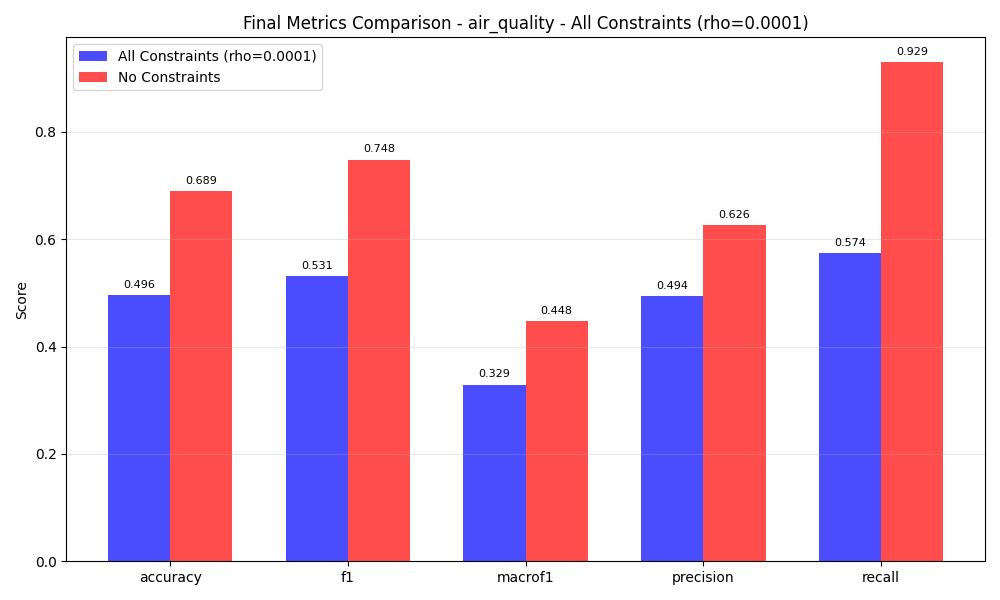 Final Metrics Comparison - air_quality - All Constraints (rho=0.0001)
All Constraints (rho=0.0001)
No Constraints
Score
0.8
0.6
0.4
0.2
0.0
0.496
0.689
0.531
0.748
0.329
0.448
0.494
0.626
0.574
0.929
accuracy
f1
macrof1
precision
recall